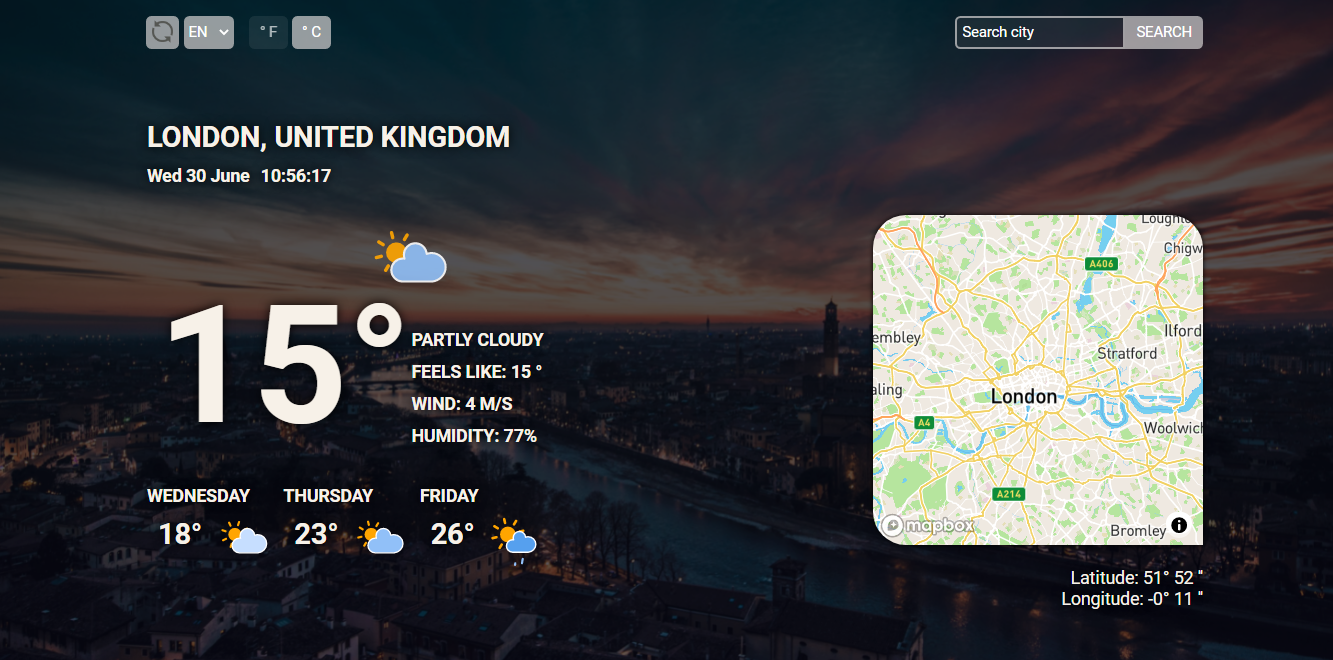 EN
° F
° C
Search city
SEARCH
LONDON, UNITED KINGDOM
Wed 30 June 10:56:17
15°
PARTLY CLOUDY
FEELS LIKE: 15 °
WIND: 4 M/S
HUMIDITY: 77%
WEDNESDAY
18°
THURSDAY
23°
FRIDAY
26°
Chigw
A406
Ilford
embley
Stratford
aling
London
A4
Woolwich
A214
mapbox
Bromley
Latitude: 51° 52 "
Longitude: -0° 11 "